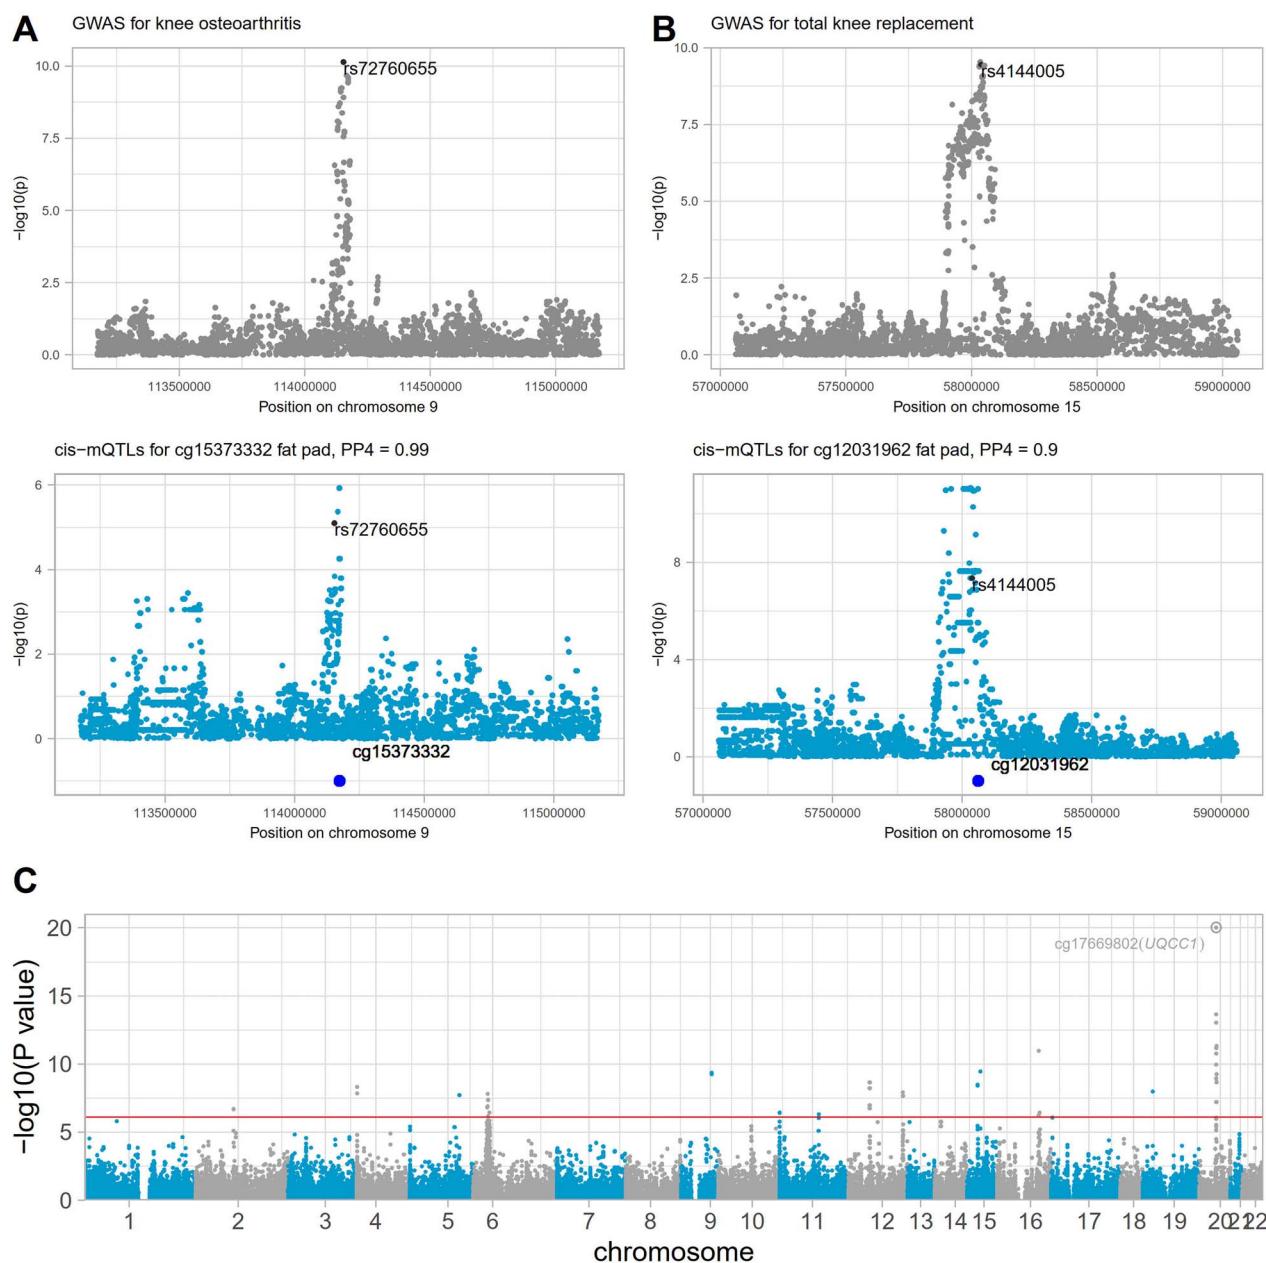 A
GWAS for knee osteoarthritis
−log10(p)
10.0
7.5
5.0
2.5
0.0
rs72760655
113500000 114000000 114500000 115000000
Position on chromosome 9
B
GWAS for total knee replacement
−log10(p)
10.0
7.5
5.0
2.5
0.0
rs4144005
57000000 57500000 58000000 58500000 59000000
Position on chromosome 15
cis−mQTLs for cg15373332 fat pad, PP4 = 0.99
−log10(p)
6
4
2
0
rs72760655
cg15373332
113500000 114000000 114500000 115000000
Position on chromosome 9
cis−mQTLs for cg12031962 fat pad, PP4 = 0.9
−log10(p)
8
4
0
rs4144005
cg12031962
57000000 57500000 58000000 58500000 59000000
Position on chromosome 15
C
−log10(P value)
20
15
10
5
0
cg17669802(UQCC1)
1 2 3 4 5 6 7 8 9 10 11 12 13 14 15 16 17 18 19 20 21 22
chromosome